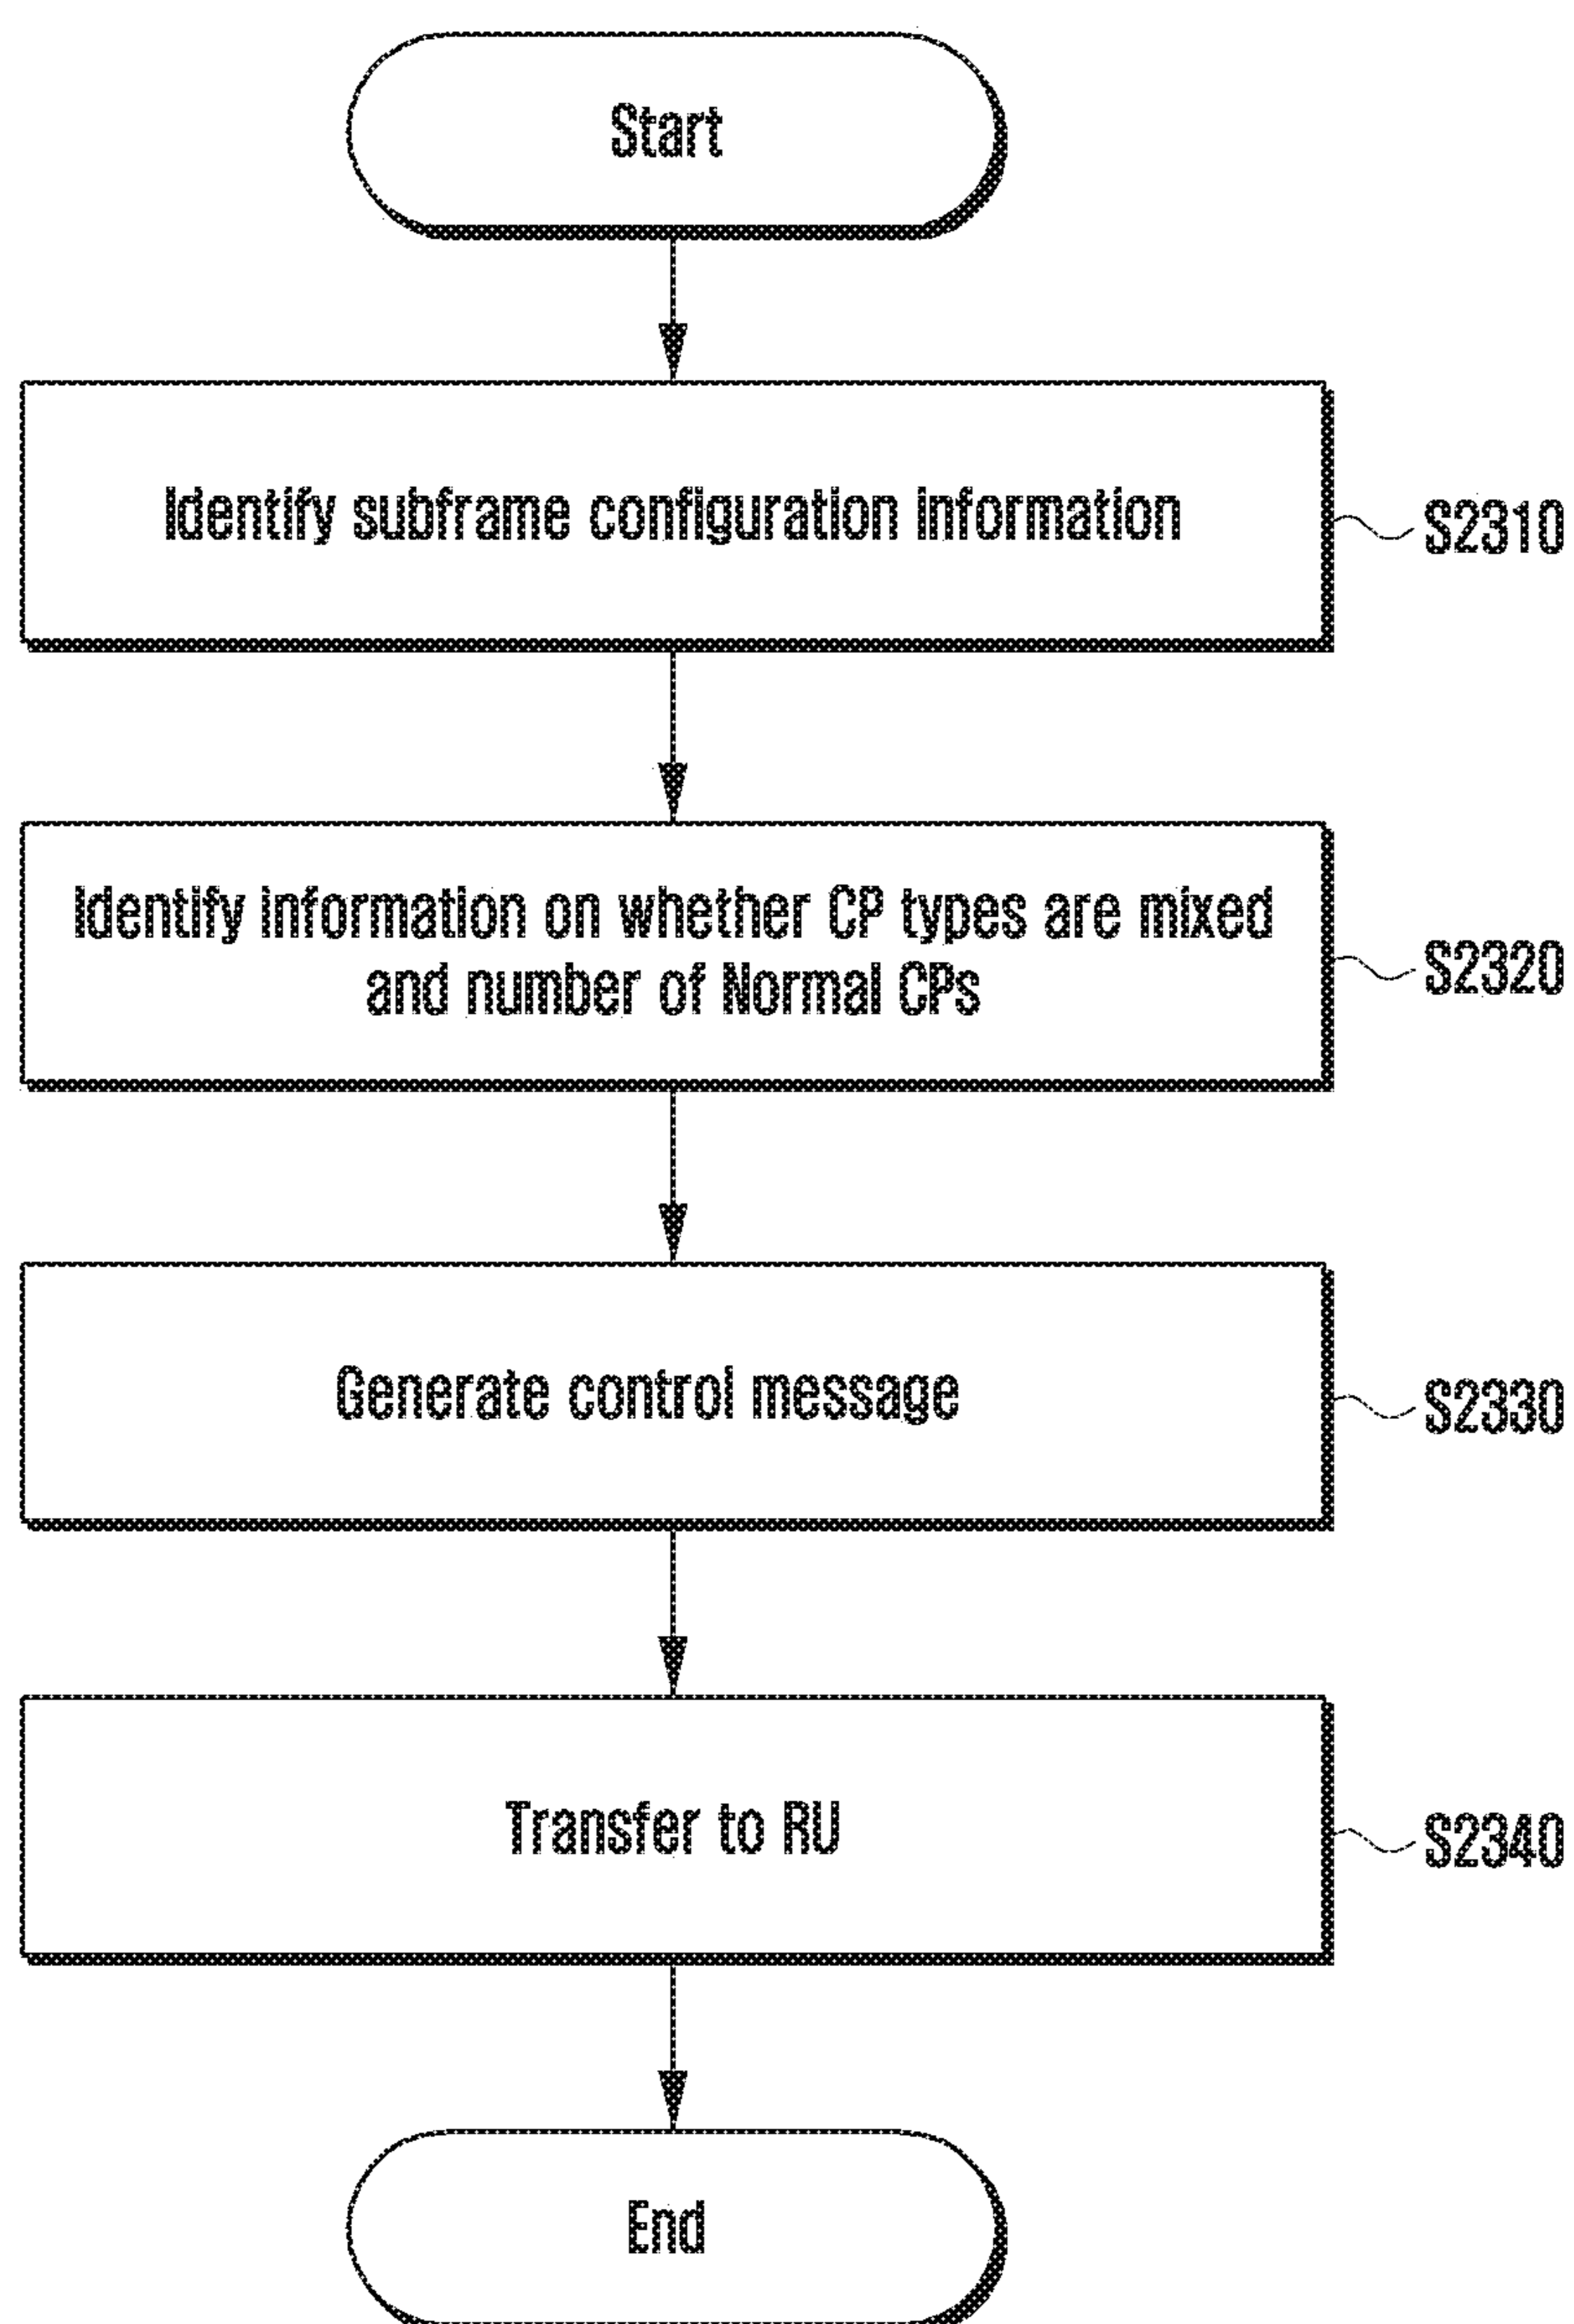 Start
Identify subframe configuration information
S2310
Identify information on whether CP types are mixed
and number of Normal CPs
S2320
Generate control message
S2330
Transfer to RU
S2340
End